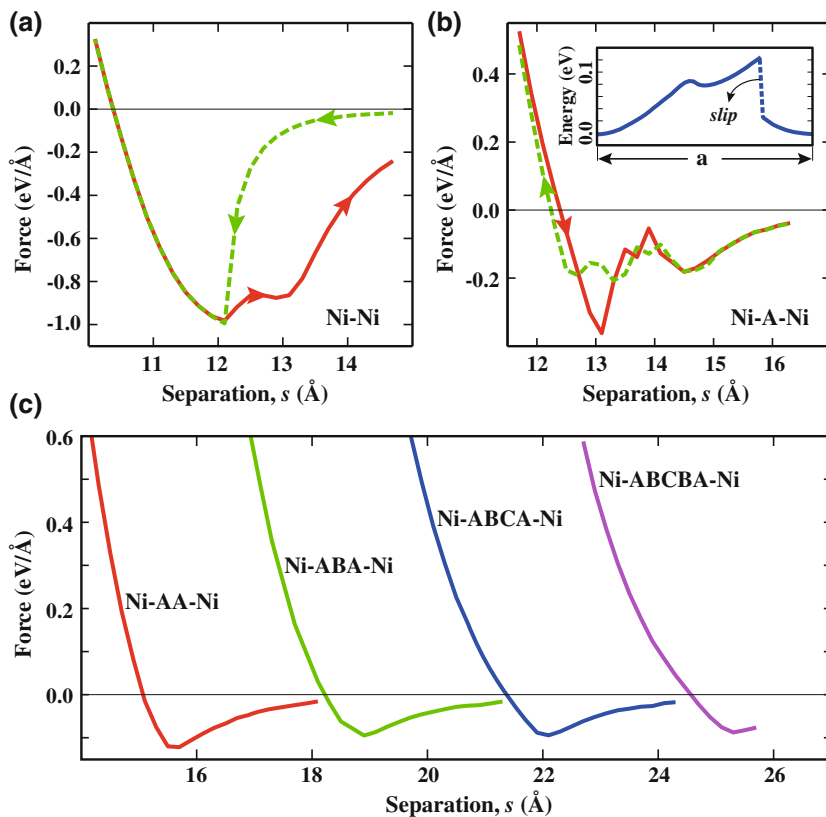 (a)
Force (eV/Å)
0.2
0.0
-0.2
-0.4
-0.6
-0.8
-1.0
Ni-Ni
11 12 13 14
Separation, s (Å)
(b)
Force (eV/Å)
0.4
0.2
0.0
-0.2
Energy (eV)
0.1
0.0
slip
a
Ni-A-Ni
12 13 14 15 16
Separation, s (Å)
(c)
Force (eV/Å)
0.6
0.4
0.2
0.0
Ni-AA-Ni
Ni-ABA-Ni
Ni-ABCA-Ni
Ni-ABCBA-Ni
16 18 20 22 24 26
Separation, s (Å)